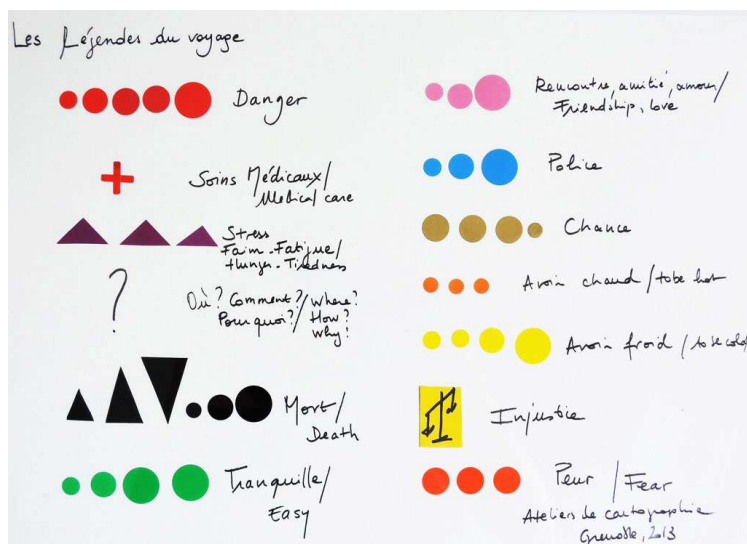 Les Légendes du voyage
Danger
Soins Médicaux/
Medical care
Stress
Faim - Fatigue/
Hunger - Tiredness
?
Où? Comment?/ where?
Pourquoi?/ How?
why?
Mort/
Death
Tranquille/
Easy
Rencontre, amitié, amour/
Friendship, love
Police
Chance
Avoir chaud/to be hot
Avoir froid/to be cold
Injustice
Peur / Fear
Ateliers de cartographie
Grenoble, 2013